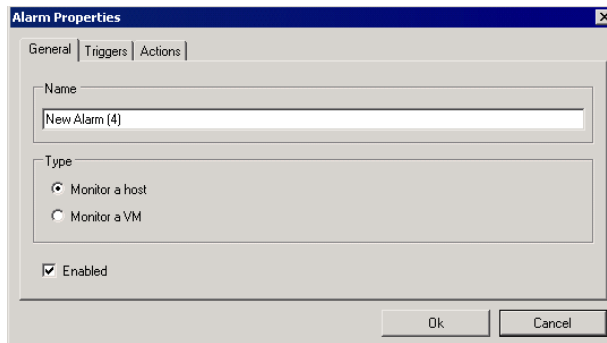 Alarm Properties
General Triggers Actions
Name
New Alarm (4)
Type
Monitor a host
Monitor a VM
Enabled
Ok Cancel